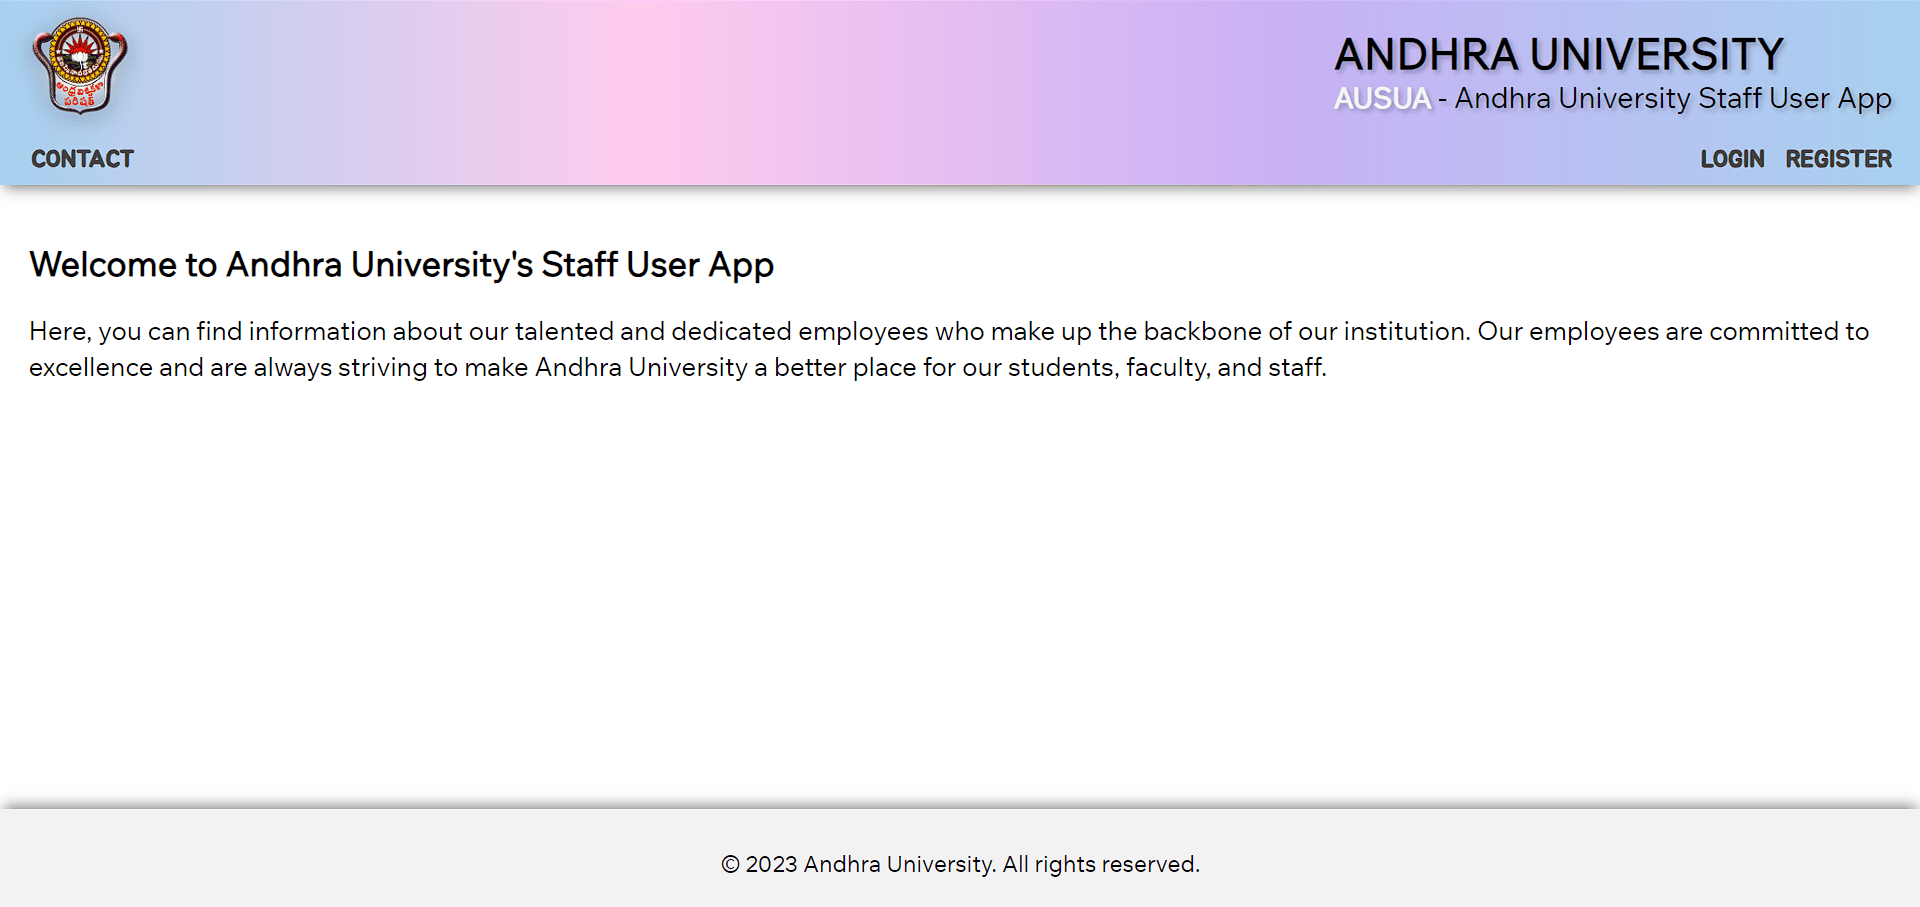 ఆంధ్ర విశ్వకళా
పరిషత్
ANDHRA UNIVERSITY
AUSUA - Andhra University Staff User App
CONTACT
LOGIN REGISTER
Welcome to Andhra University's Staff User App
Here, you can find information about our talented and dedicated employees who make up the backbone of our institution. Our employees are committed to
excellence and are always striving to make Andhra University a better place for our students, faculty, and staff.
© 2023 Andhra University. All rights reserved.